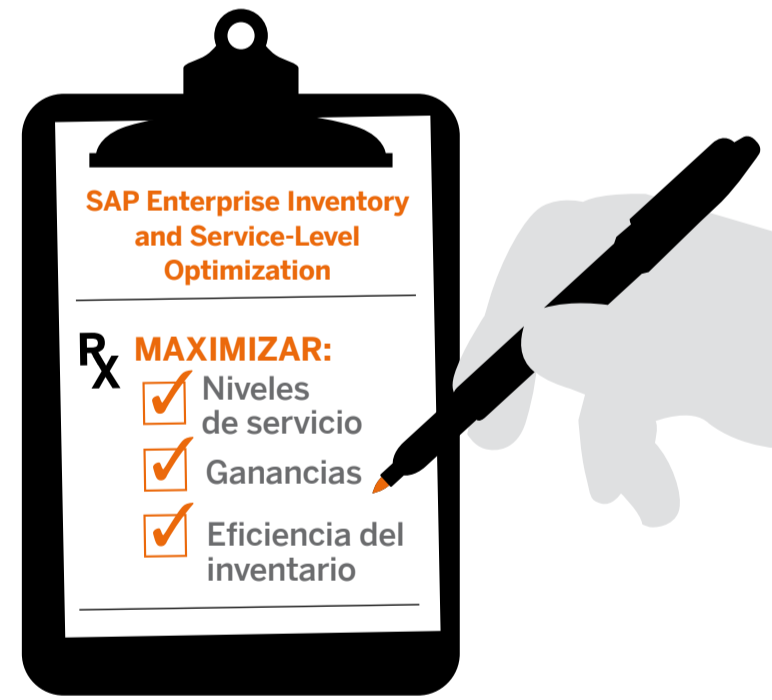 SAP Enterprise Inventory
and Service-Level
Optimization
Rx MAXIMIZAR:
Niveles
de servicio
Ganancias
Eficiencia del
inventario